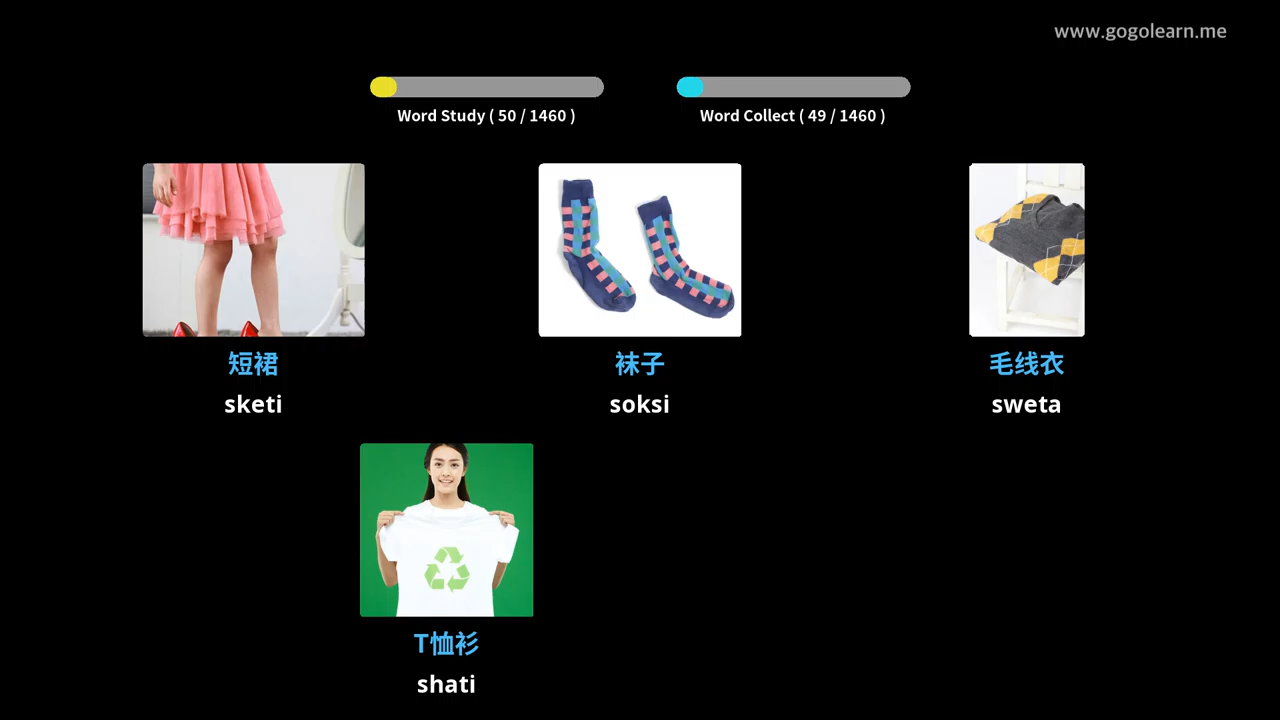 www.gogolearn.me
Word Study ( 50 / 1460 )
Word Collect ( 49 / 1460 )
短裙
袜子
毛线衣
sketi
soksi
sweta
T恤衫
shati